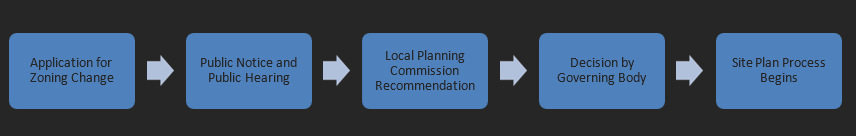 Application for
Zoning Change
Public Notice and
Public Hearing
Local Planning
Commission
Recommendation
Decision by
Governing Body
Site Plan Process
Begins